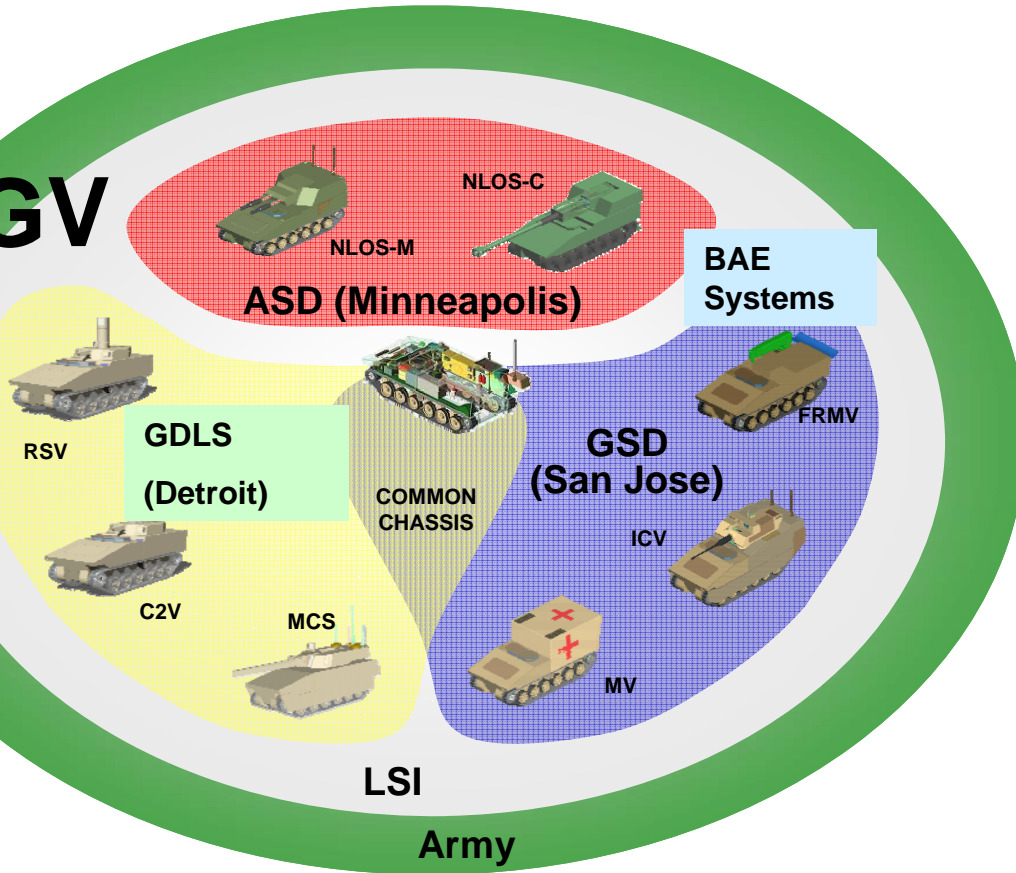 GV
NLOS-C
NLOS-M
BAE
Systems
ASD (Minneapolis)
FRMV
RSV
GDLS
(Detroit)
GSD
(San Jose)
COMMON
CHASSIS
ICV
C2V
MCS
MV
LSI
Army